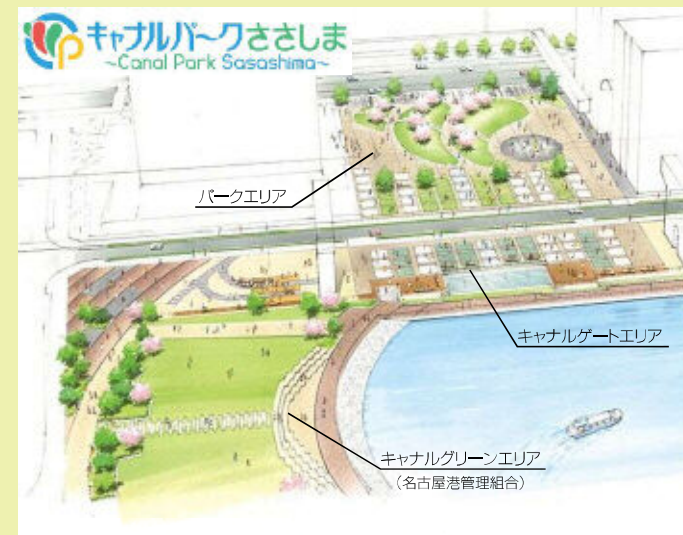 キャナルパークささしま
~Canal Park Sasashima~
パークエリア
キャナルゲートエリア
キャナルグリーンエリア
（名古屋港管理組合）